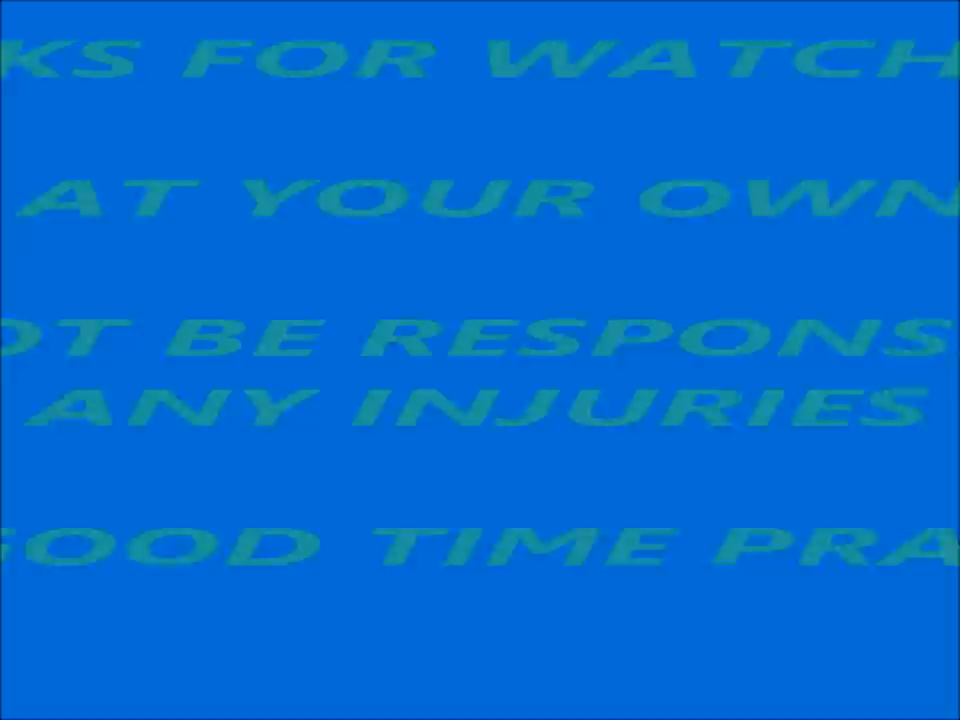 KS FOR WATCH
AT YOUR OWN
OT BE RESPONS
ANY INJURIES
GOOD TIME PRA